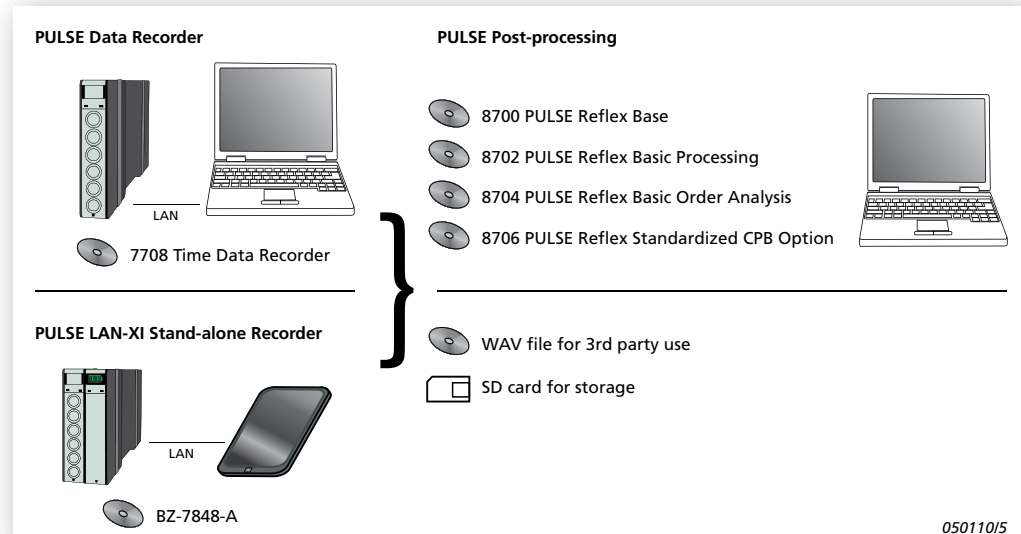 PULSE Data Recorder
LAN
7708 Time Data Recorder
PULSE LAN-XI Stand-alone Recorder
LAN
BZ-7848-A
PULSE Post-processing
8700 PULSE Reflex Base
8702 PULSE Reflex Basic Processing
8704 PULSE Reflex Basic Order Analysis
8706 PULSE Reflex Standardized CPB Option
WAV file for 3rd party use
SD card for storage
050110/5